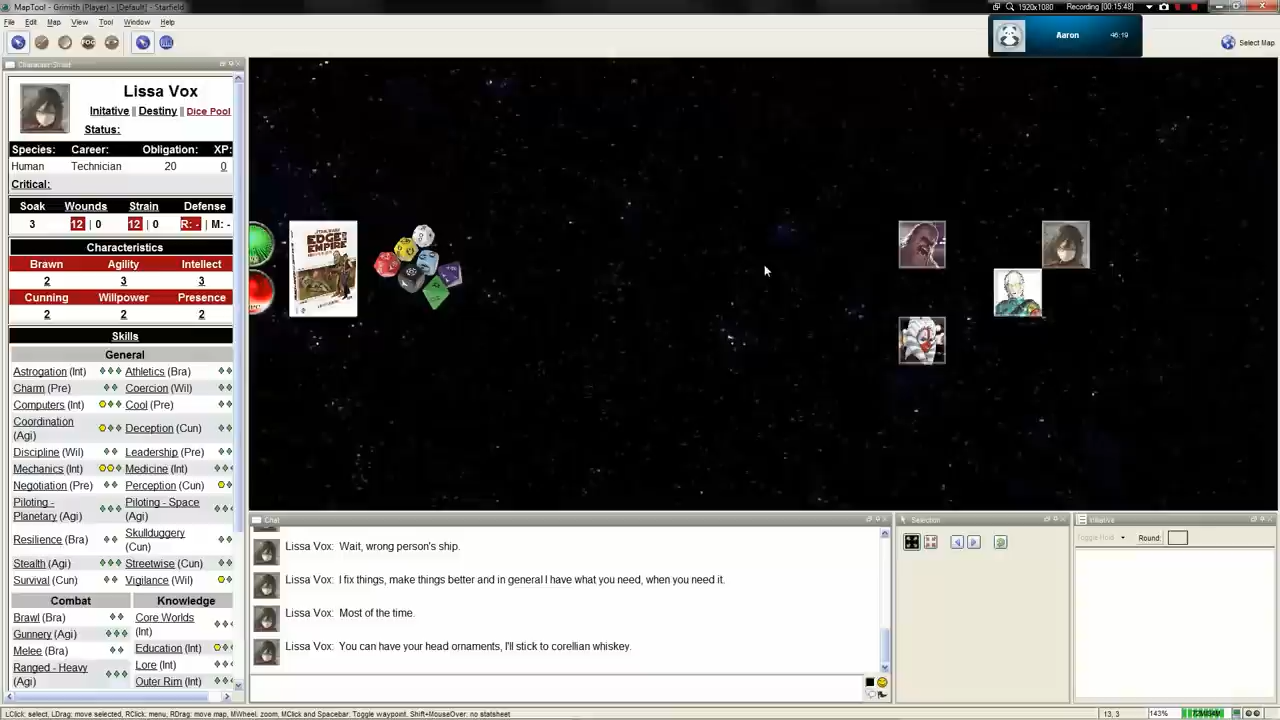 MapTool - Grimith [Player] - [Default] - Starfield
1920x1080
Recording [00:15:48]
File Edit Map View Tool Window Help
FOG
Aaron 46:19
Select Map
Lissa Vox
Initative || Destiny || Dice Pool
Status:
Species: Career: Obligation: XP:
Human Technician 20 0
Critical:
Soak Wounds Strain Defense
3 12 | 0 12 | 0 R: - | M: -
Characteristics
Brawn Agility Intellect
2 3 3
Cunning Willpower Presence
2 2 2
Skills
General
Astrogation (Int) Athletics (Bra)
Charm (Pre) Coercion (Wil)
Computers (Int) Cool (Pre)
Coordination (Agi) Deception (Cun)
Discipline (Wil) Leadership (Pre)
Mechanics (Int) Medicine (Int)
Negotiation (Pre) Perception (Cun)
Piloting - Planetary (Agi) Piloting - Space (Agi)
Resilience (Bra) Skullduggery (Cun)
Stealth (Agi) Streetwise (Cun)
Survival (Cun) Vigilance (Wil)
Combat Knowledge
Brawl (Bra) Core Worlds (Int)
Gunnery (Agi)
Melee (Bra) Education (Int)
Ranged - Heavy (Agi) Lore (Int)
Outer Rim (Int)
STAR WARS
EDGE OF THE EMPIRE
Chat
Lissa Vox: Wait, wrong person's ship.
Lissa Vox: I fix things, make things better and in general I have what you need, when you need it.
Lissa Vox: Most of the time.
Lissa Vox: You can have your head ornaments, I'll stick to corellian whiskey.
Selection
Initiative
Toggle Hold Round:
LClick: select, LDrag: move selected, RClick: menu, RDrag: move map, MWheel: zoom, MClick and Spacebar: Toggle waypoint, Shift+MouseOver: no statsheet
13, 3 143%